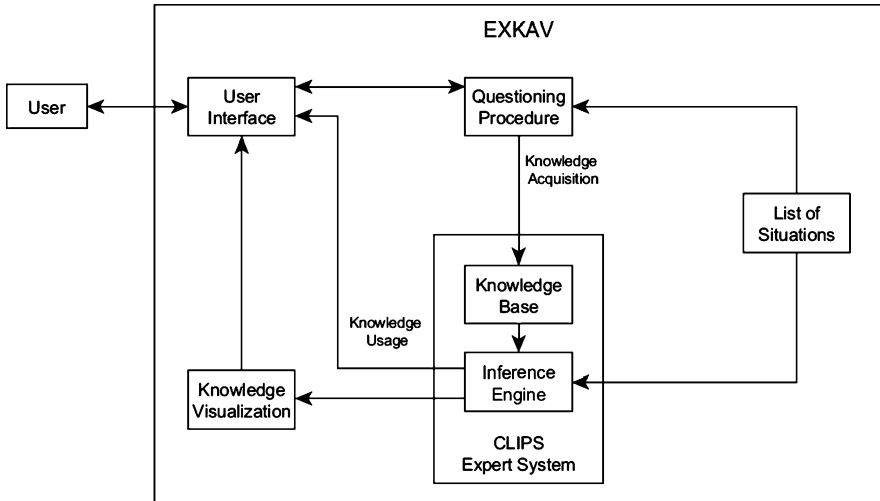 EXKAV
User
User
Interface
Questioning
Procedure
Knowledge
Acquisition
List of
Situations
Knowledge
Base
Knowledge
Usage
Inference
Engine
Knowledge
Visualization
CLIPS
Expert System